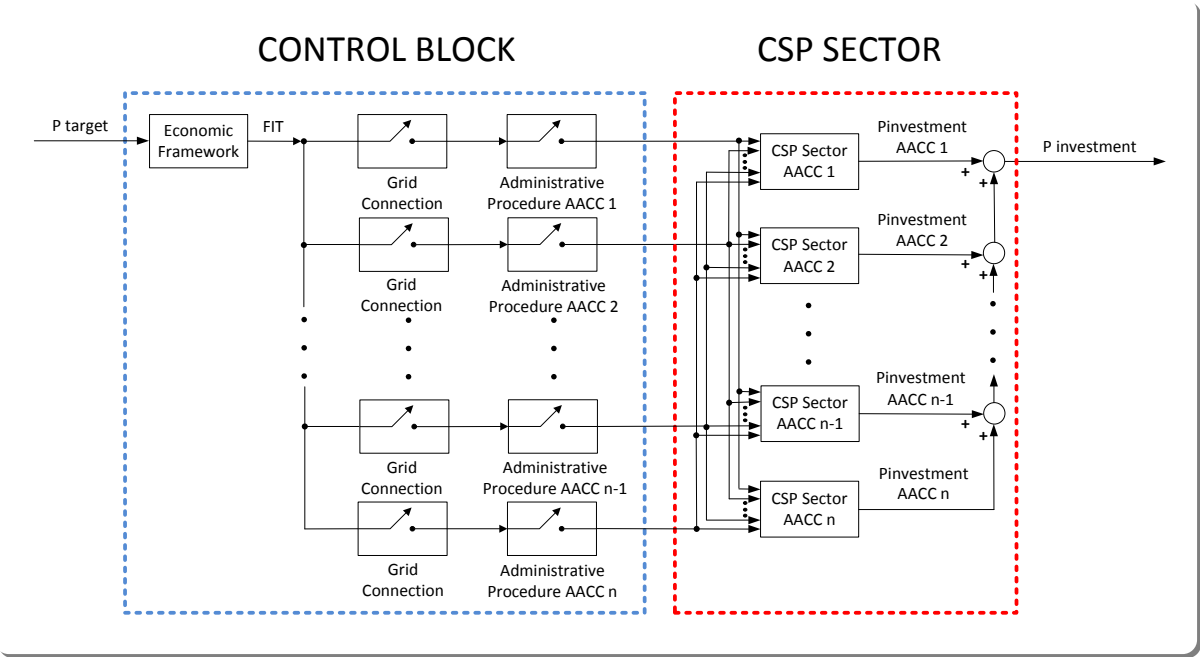 CONTROL BLOCK
CSP SECTOR
P target
Economic
Framework
FIT
Grid
Connection
Administrative
Procedure AACC 1
CSP Sector
AACC 1
Pinvestment
AACC 1
+
+
P investment
Grid
Connection
Administrative
Procedure AACC 2
CSP Sector
AACC 2
Pinvestment
AACC 2
+
+
Grid
Connection
Administrative
Procedure AACC n-1
CSP Sector
AACC n-1
Pinvestment
AACC n-1
+
+
Grid
Connection
Administrative
Procedure AACC n
CSP Sector
AACC n
Pinvestment
AACC n